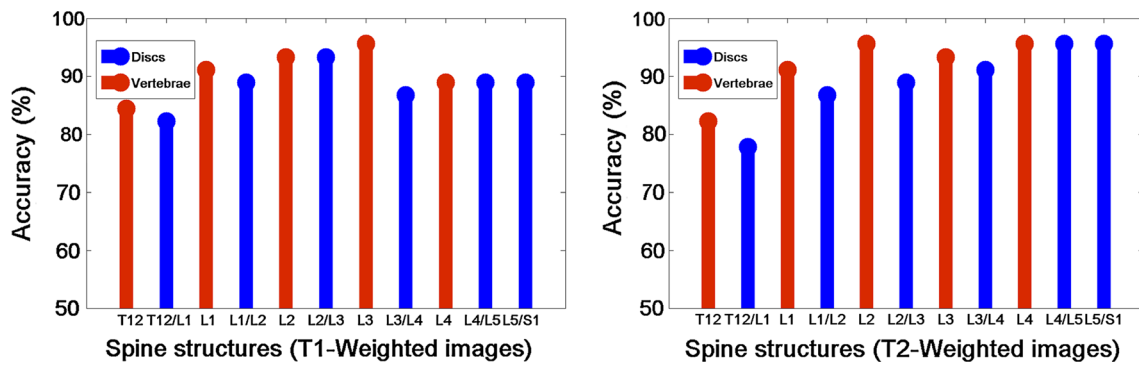 100
90
80
70
60
50
Accuracy (%)
Discs
Vertebrae
T12 T12/L1 L1 L1/L2 L2 L2/L3 L3 L3/L4 L4 L4/L5 L5/S1
Spine structures (T1-Weighted images)
100
90
80
70
60
50
Accuracy (%)
Discs
Vertebrae
T12 T12/L1 L1 L1/L2 L2 L2/L3 L3 L3/L4 L4 L4/L5 L5/S1
Spine structures (T2-Weighted images)